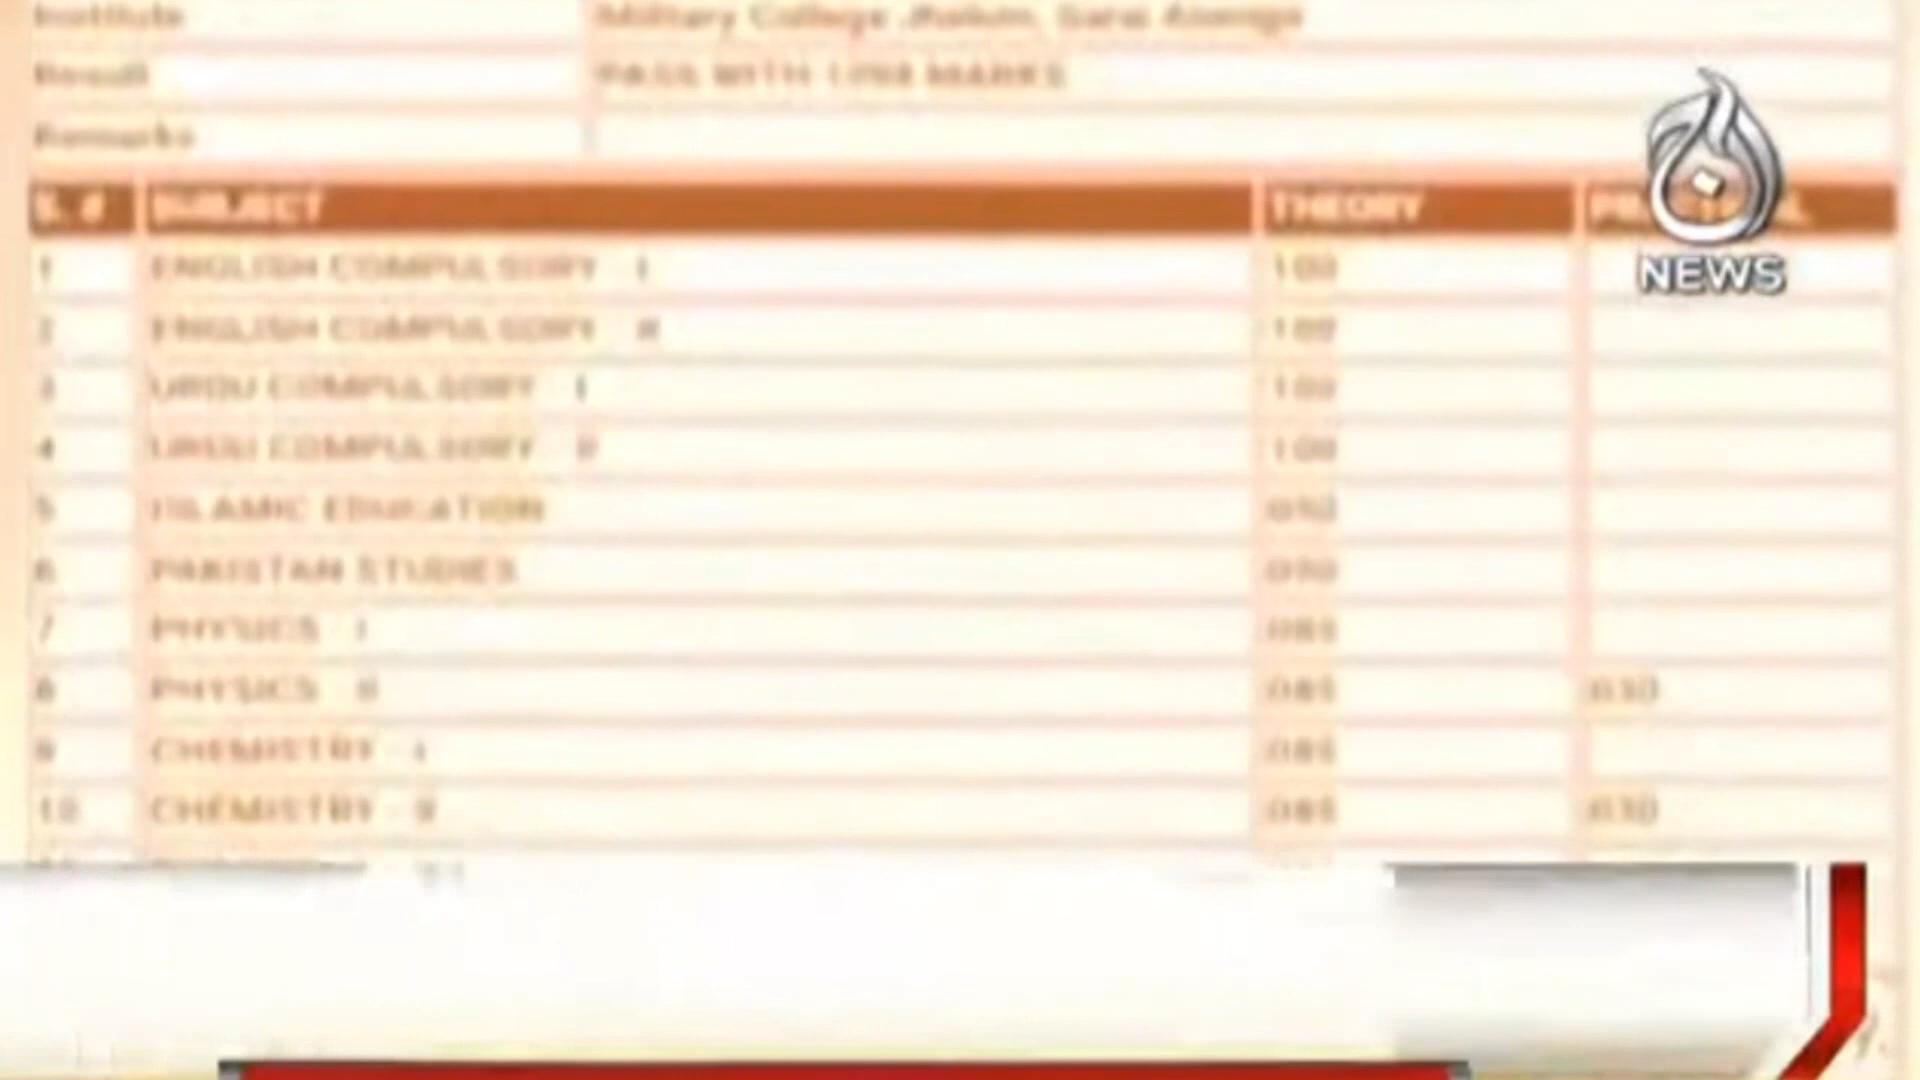 Institute Military College Jhelum, Sarai Alamgir
Result PASS WITH MARKS
Remarks
S. # SUBJECT THEORY
NEWS
1 ENGLISH COMPULSORY I 100
2 ENGLISH COMPULSORY II 100
3 URDU COMPULSORY I 100
4 URDU COMPULSORY II 100
5 ISLAMIC EDUCATION 050
6 PAKISTAN STUDIES 050
7 PHYSICS I 085
8 PHYSICS II 085 030
9 CHEMISTRY - I 085
10 CHEMISTRY - II 085 030